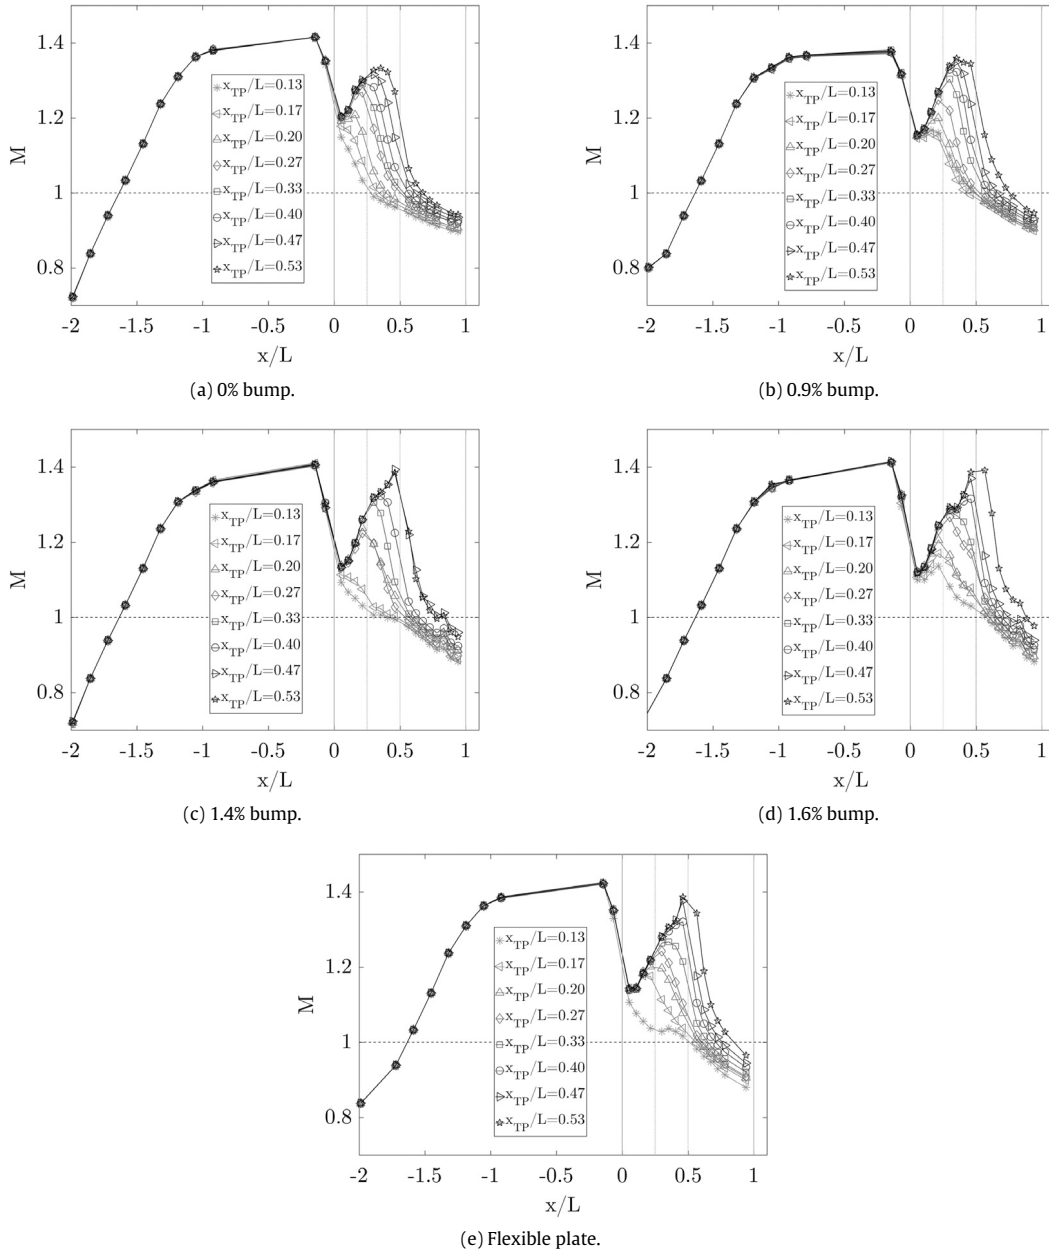 1.4
1.2
1
0.8
M
x_TP/L=0.13
x_TP/L=0.17
x_TP/L=0.20
x_TP/L=0.27
x_TP/L=0.33
x_TP/L=0.40
x_TP/L=0.47
x_TP/L=0.53
-2 -1.5 -1 -0.5 0 0.5 1
x/L
(a) 0% bump.
1.4
1.2
1
0.8
M
x_TP/L=0.13
x_TP/L=0.17
x_TP/L=0.20
x_TP/L=0.27
x_TP/L=0.33
x_TP/L=0.40
x_TP/L=0.47
x_TP/L=0.53
-2 -1.5 -1 -0.5 0 0.5 1
x/L
(b) 0.9% bump.
1.4
1.2
1
0.8
M
x_TP/L=0.13
x_TP/L=0.17
x_TP/L=0.20
x_TP/L=0.27
x_TP/L=0.33
x_TP/L=0.40
x_TP/L=0.47
x_TP/L=0.53
-2 -1.5 -1 -0.5 0 0.5 1
x/L
(c) 1.4% bump.
1.4
1.2
1
0.8
M
x_TP/L=0.13
x_TP/L=0.17
x_TP/L=0.20
x_TP/L=0.27
x_TP/L=0.33
x_TP/L=0.40
x_TP/L=0.47
x_TP/L=0.53
-2 -1.5 -1 -0.5 0 0.5 1
x/L
(d) 1.6% bump.
1.4
1.2
1
0.8
M
x_TP/L=0.13
x_TP/L=0.17
x_TP/L=0.20
x_TP/L=0.27
x_TP/L=0.33
x_TP/L=0.40
x_TP/L=0.47
x_TP/L=0.53
-2 -1.5 -1 -0.5 0 0.5 1
x/L
(e) Flexible plate.